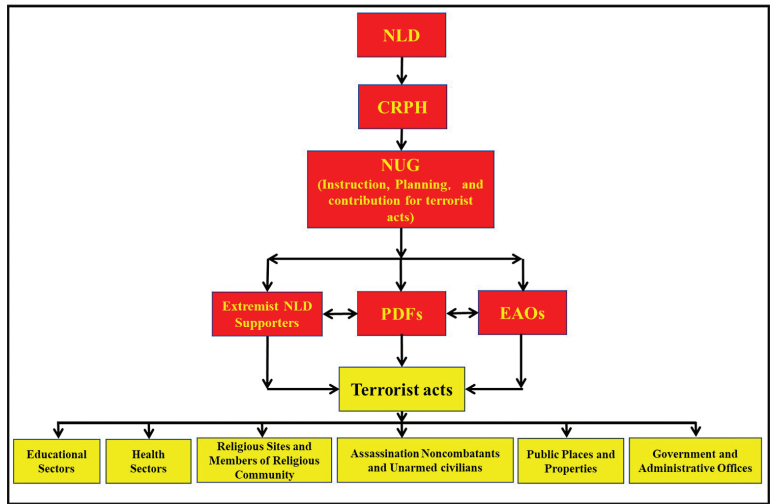 NLD
CRPH
NUG
(Instruction, Planning, and
contribution for terrorist
acts)
Extremist NLD
Supporters
PDFs
EAOs
Terrorist acts
Educational
Sectors
Health
Sectors
Religious Sites and
Members of Religious
Community
Assassination Noncombatants
and Unarmed civilians
Public Places and
Properties
Government and
Administrative Offices